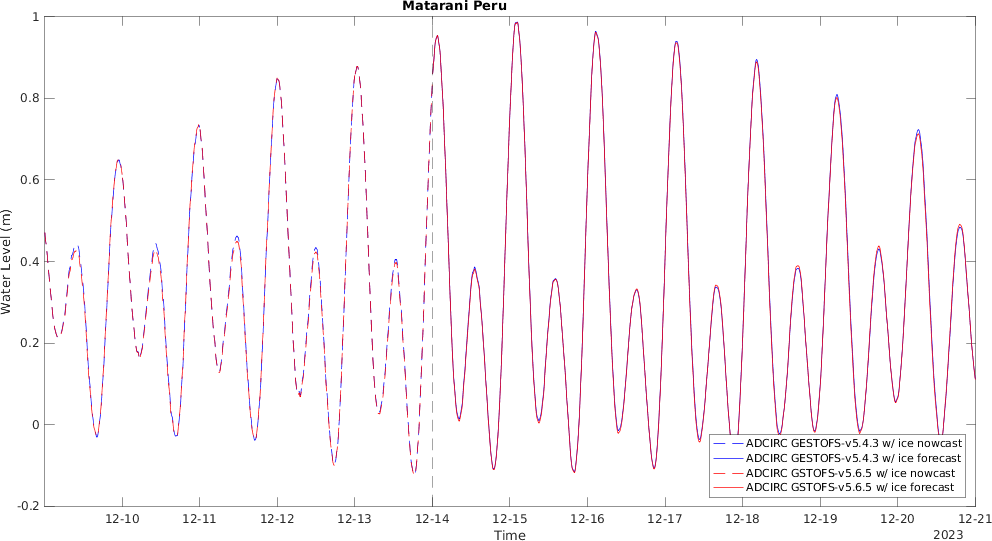 Matarani Peru
Water Level (m)
1
0.8
0.6
0.4
0.2
0
-0.2
12-10
12-11
12-12
12-13
12-14
12-15
12-16
12-17
12-18
12-19
12-20
12-21
Time
2023
ADCIRC GESTOFS-v5.4.3 w/ ice nowcast
ADCIRC GESTOFS-v5.4.3 w/ ice forecast
ADCIRC GSTOFS-v5.6.5 w/ ice nowcast
ADCIRC GSTOFS-v5.6.5 w/ ice forecast